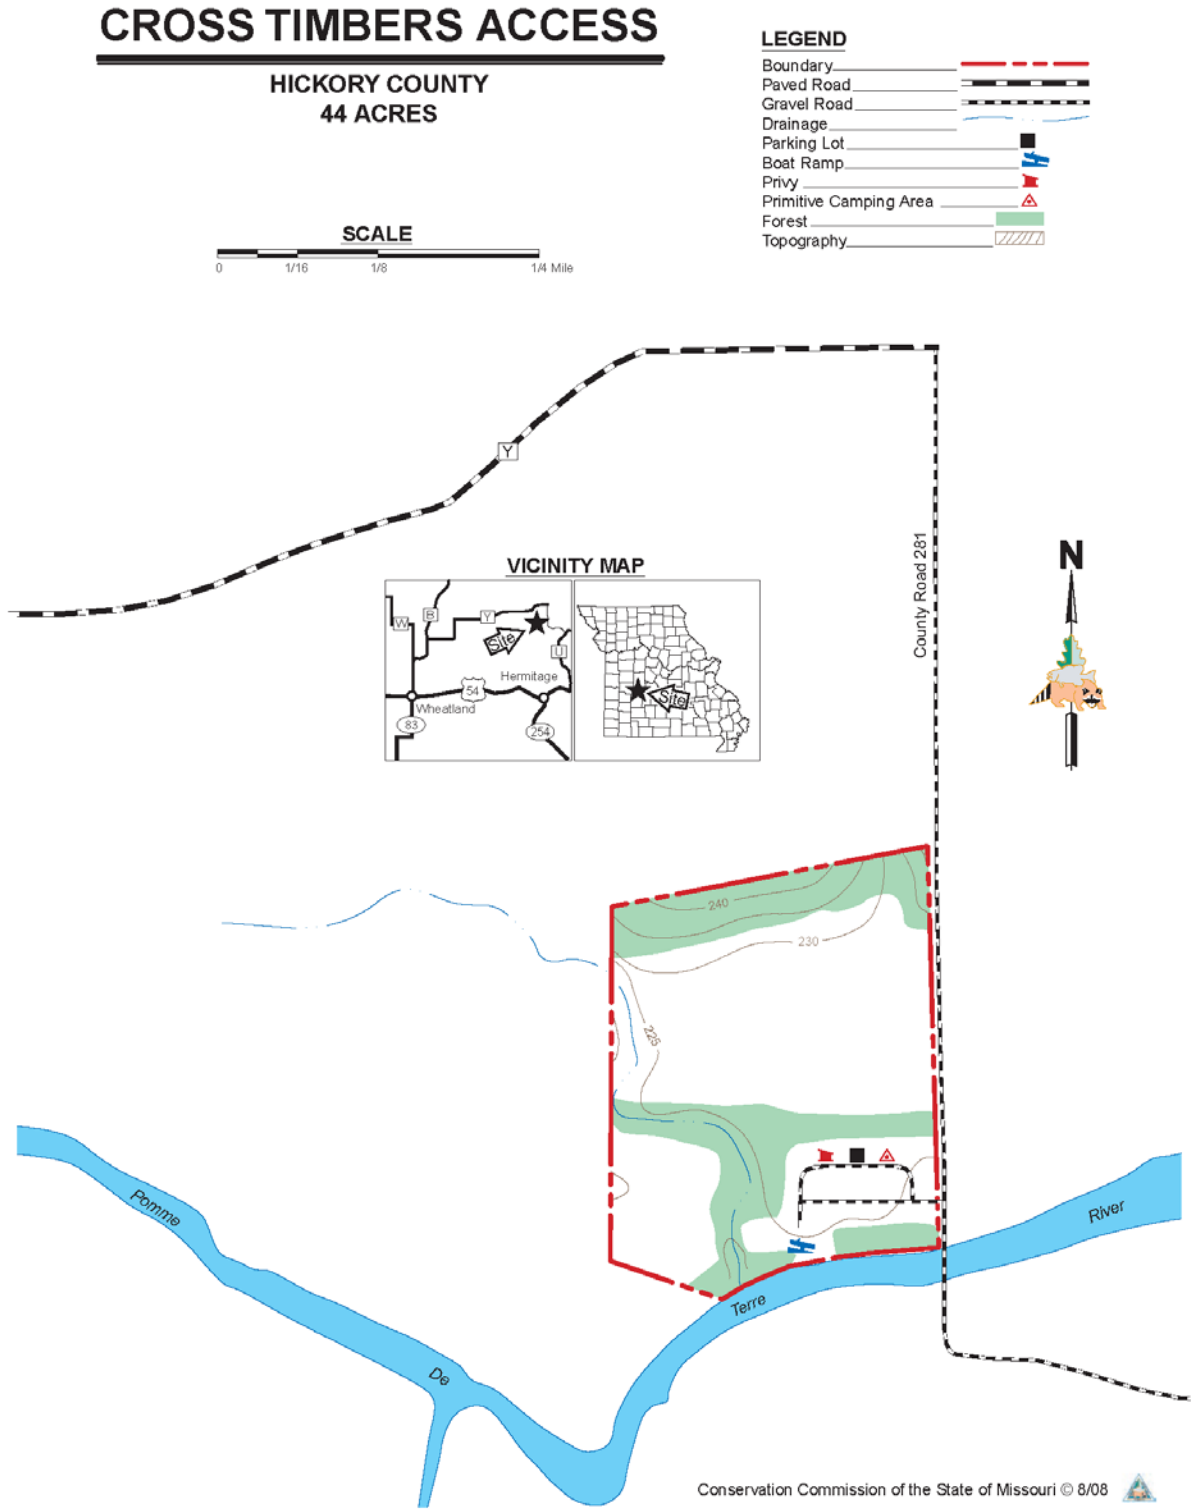 CROSS TIMBERS ACCESS
HICKORY COUNTY
44 ACRES
SCALE
0 1/16 1/8 1/4 Mile
LEGEND
Boundary
Paved Road
Gravel Road
Drainage
Parking Lot
Boat Ramp
Privy
Primitive Camping Area
Forest
Topography
Y
County Road 281
N
VICINITY MAP
W
B
Y
Site
U
Hermitage
54
Wheatland
83
254
Site
240
230
225
Pomme
De
Terre
River
Conservation Commission of the State of Missouri © 8/08